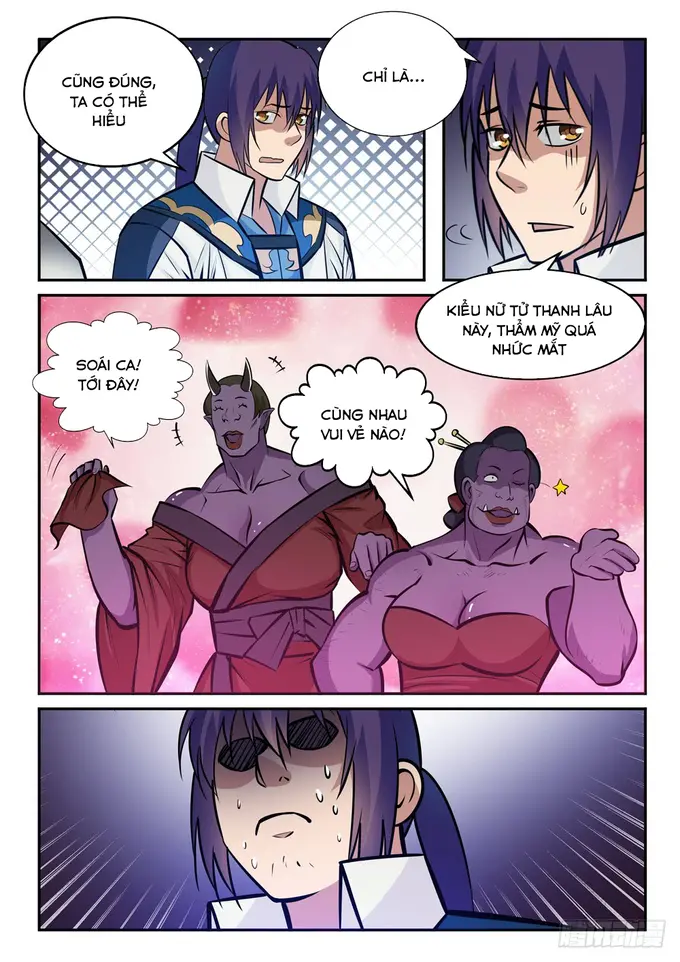 CŨNG ĐÚNG,
TA CÓ THỂ
HIỂU
CHỈ LÀ...
KIỂU NỮ TỬ THANH LÂU
NÀY, THẨM MỸ QUÁ
NHỨC MẮT
SOÁI CA!
TỚI ĐÂY!
CÙNG NHAU
VUI VẺ NÀO!